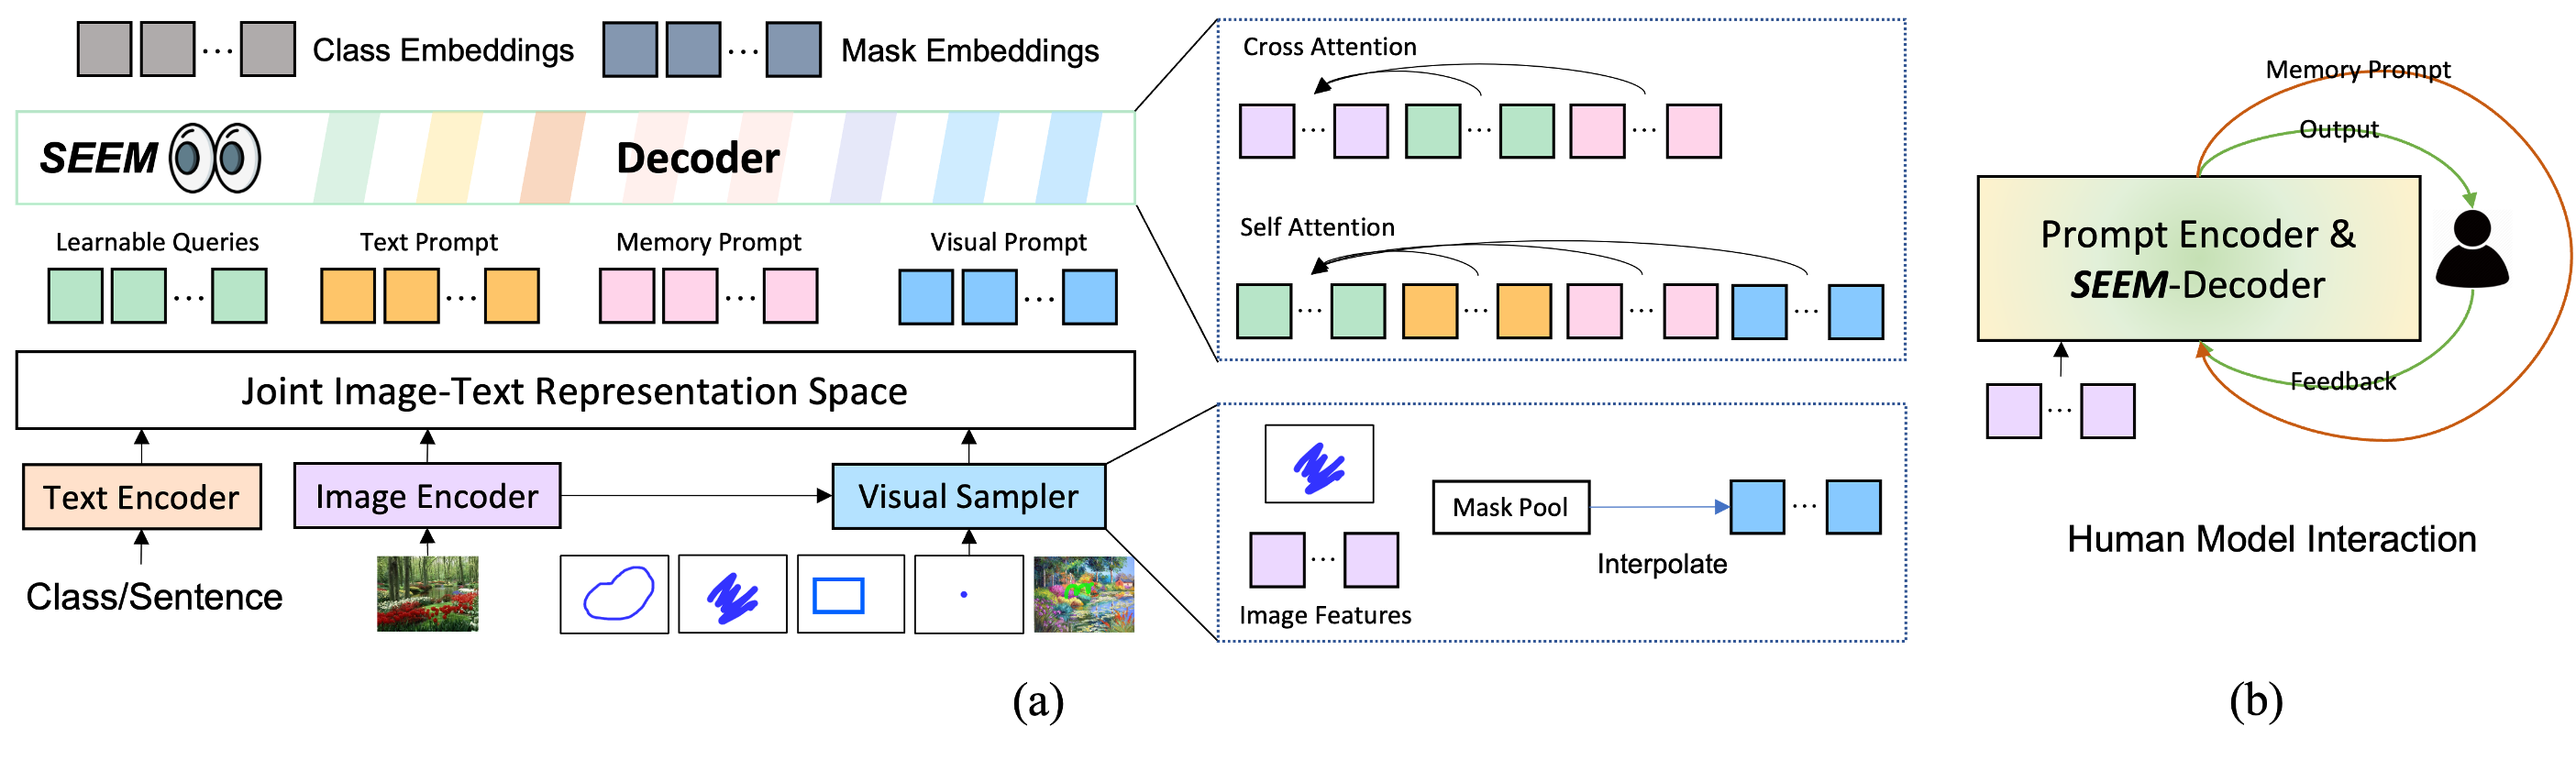 Class Embeddings
Mask Embeddings
SEEM
Decoder
Learnable Queries
Text Prompt
Memory Prompt
Visual Prompt
Joint Image-Text Representation Space
Text Encoder
Image Encoder
Visual Sampler
Class/Sentence
Cross Attention
Self Attention
Mask Pool
Interpolate
Image Features
(a)
Memory Prompt
Output
Prompt Encoder &
SEEM-Decoder
Feedback
Human Model Interaction
(b)